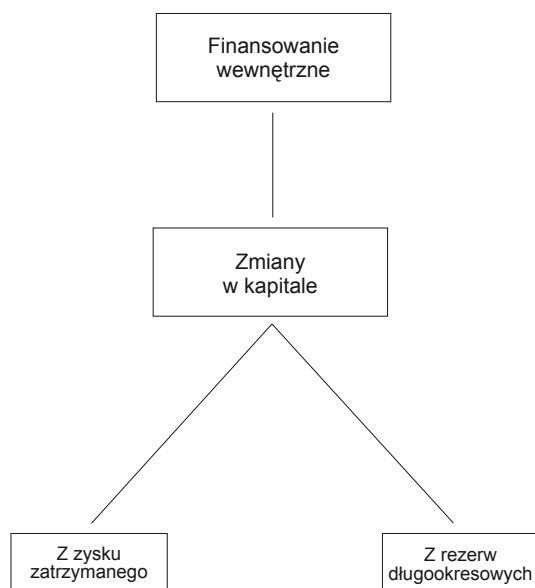 Finansowanie
wewnętrzne
Zmiany
w kapitale
Z zysku
zatrzymanego
Z rezerw
długookresowych